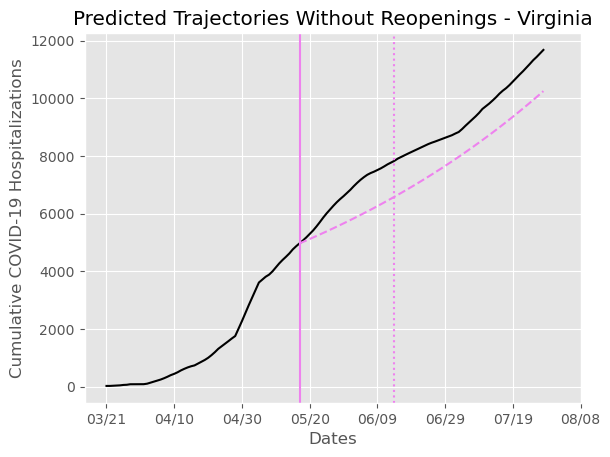 Predicted Trajectories Without Reopenings - Virginia
Cumulative COVID-19 Hospitalizations
12000
10000
8000
6000
4000
2000
0
03/21 04/10 04/30 05/20 06/09 06/29 07/19 08/08
Dates